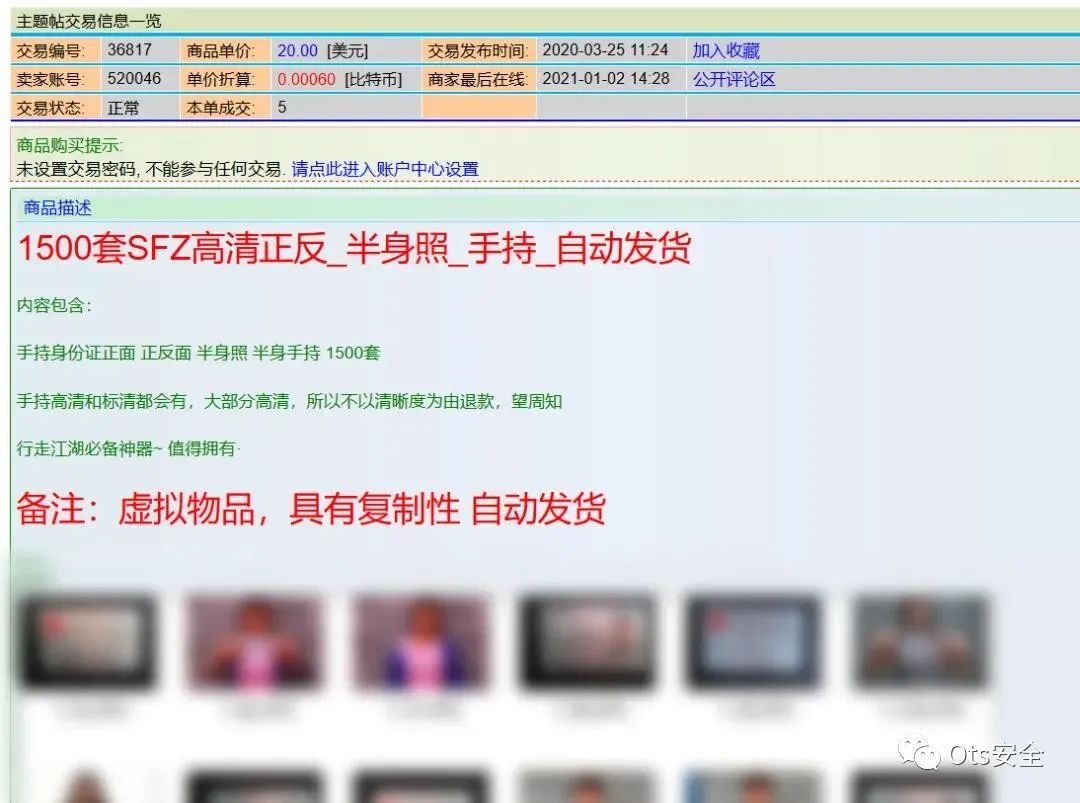 主题帖交易信息一览
交易编号: 36817 商品单价: 20.00 [美元] 交易发布时间: 2020-03-25 11:24 加入收藏
卖家账号: 520046 单价折算: 0.00060 [比特币] 商家最后在线: 2021-01-02 14:28 公开评论区
交易状态: 正常 本单成交: 5
商品购买提示:
未设置交易密码, 不能参与任何交易. 请点此进入账户中心设置
商品描述
1500套SFZ高清正反_半身照_手持_自动发货
内容包含:
手持身份证正面 正反面 半身照 半身手持 1500套
手持高清和标清都会有，大部分高清，所以不以清晰度为由退款，望周知
行走江湖必备神器~ 值得拥有·
备注：虚拟物品，具有复制性 自动发货
Ots安全